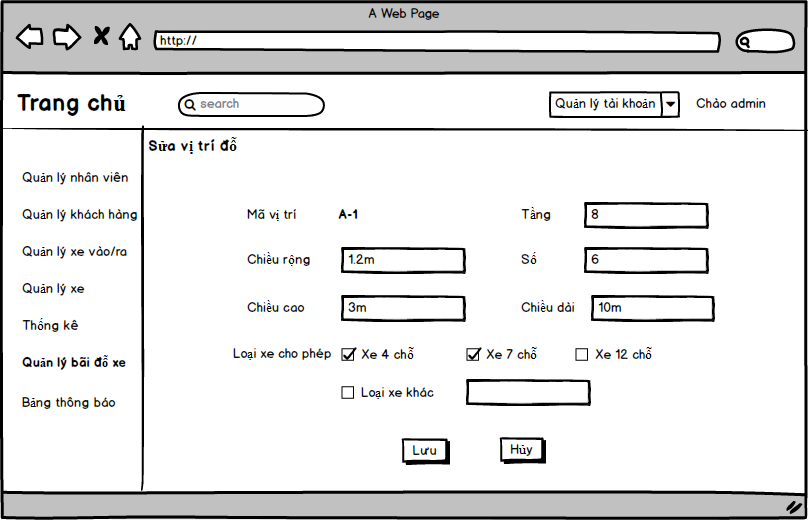 A Web Page
http://
Trang chủ
search
Quản lý tài khoản
Chào admin
Sửa vị trí đỗ
Quản lý nhân viên
Quản lý khách hàng
Quản lý xe vào/ra
Quản lý xe
Thống kê
Quản lý bãi đỗ xe
Bảng thông báo
Mã vị trí A-1 Tầng 8
Chiều rộng 1.2m Số 6
Chiều cao 3m Chiều dài 10m
Loại xe cho phép Xe 4 chỗ Xe 7 chỗ Xe 12 chỗ
Loại xe khác
Lưu Hủy